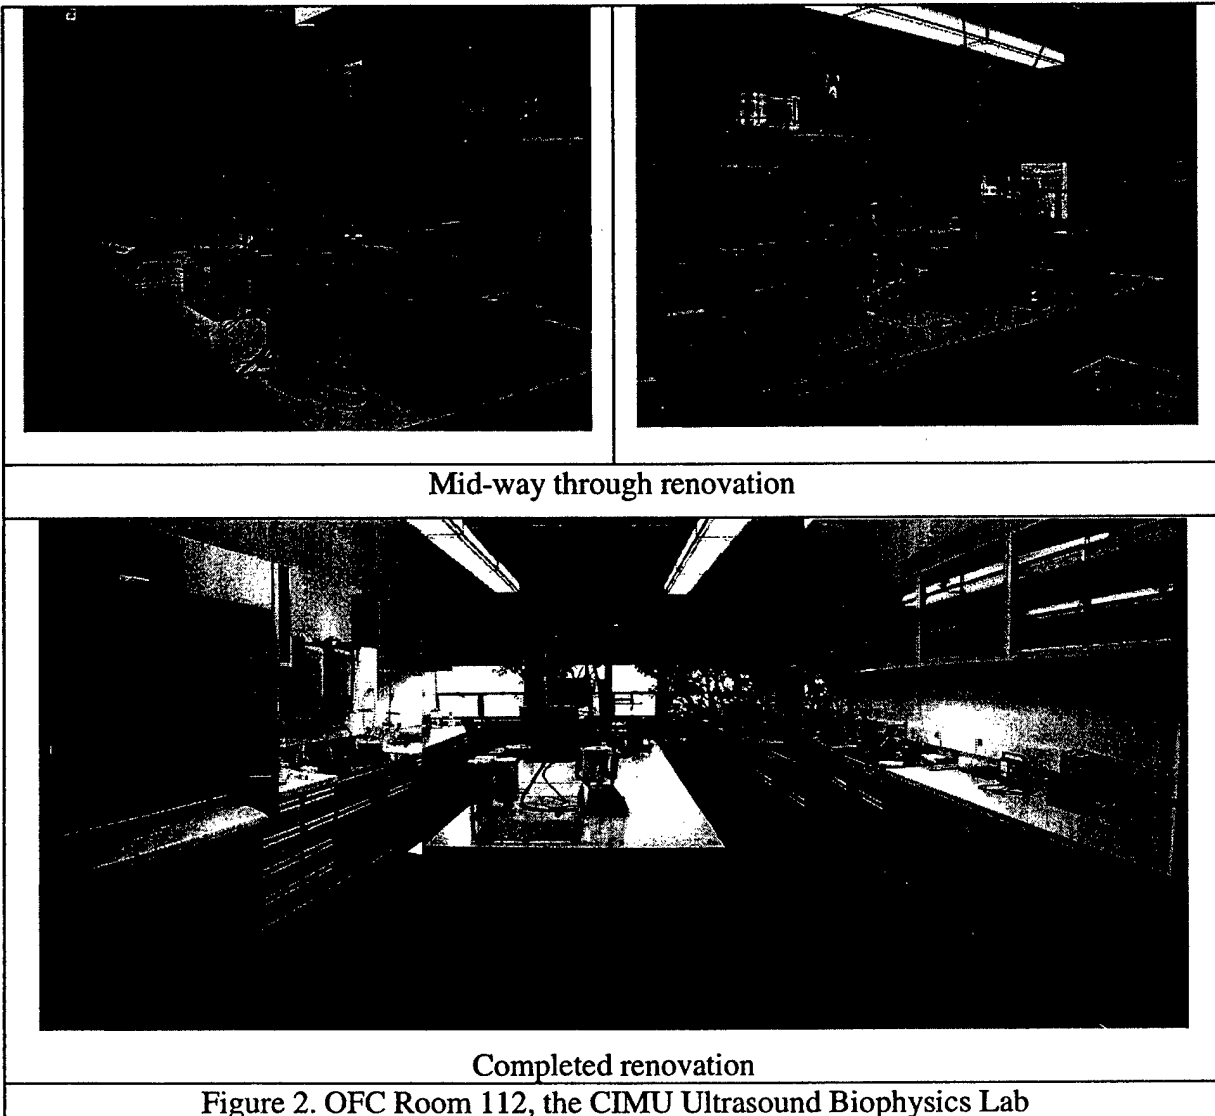 Mid-way through renovation
Completed renovation
Figure 2. OFC Room 112, the CIMU Ultrasound Biophysics Lab